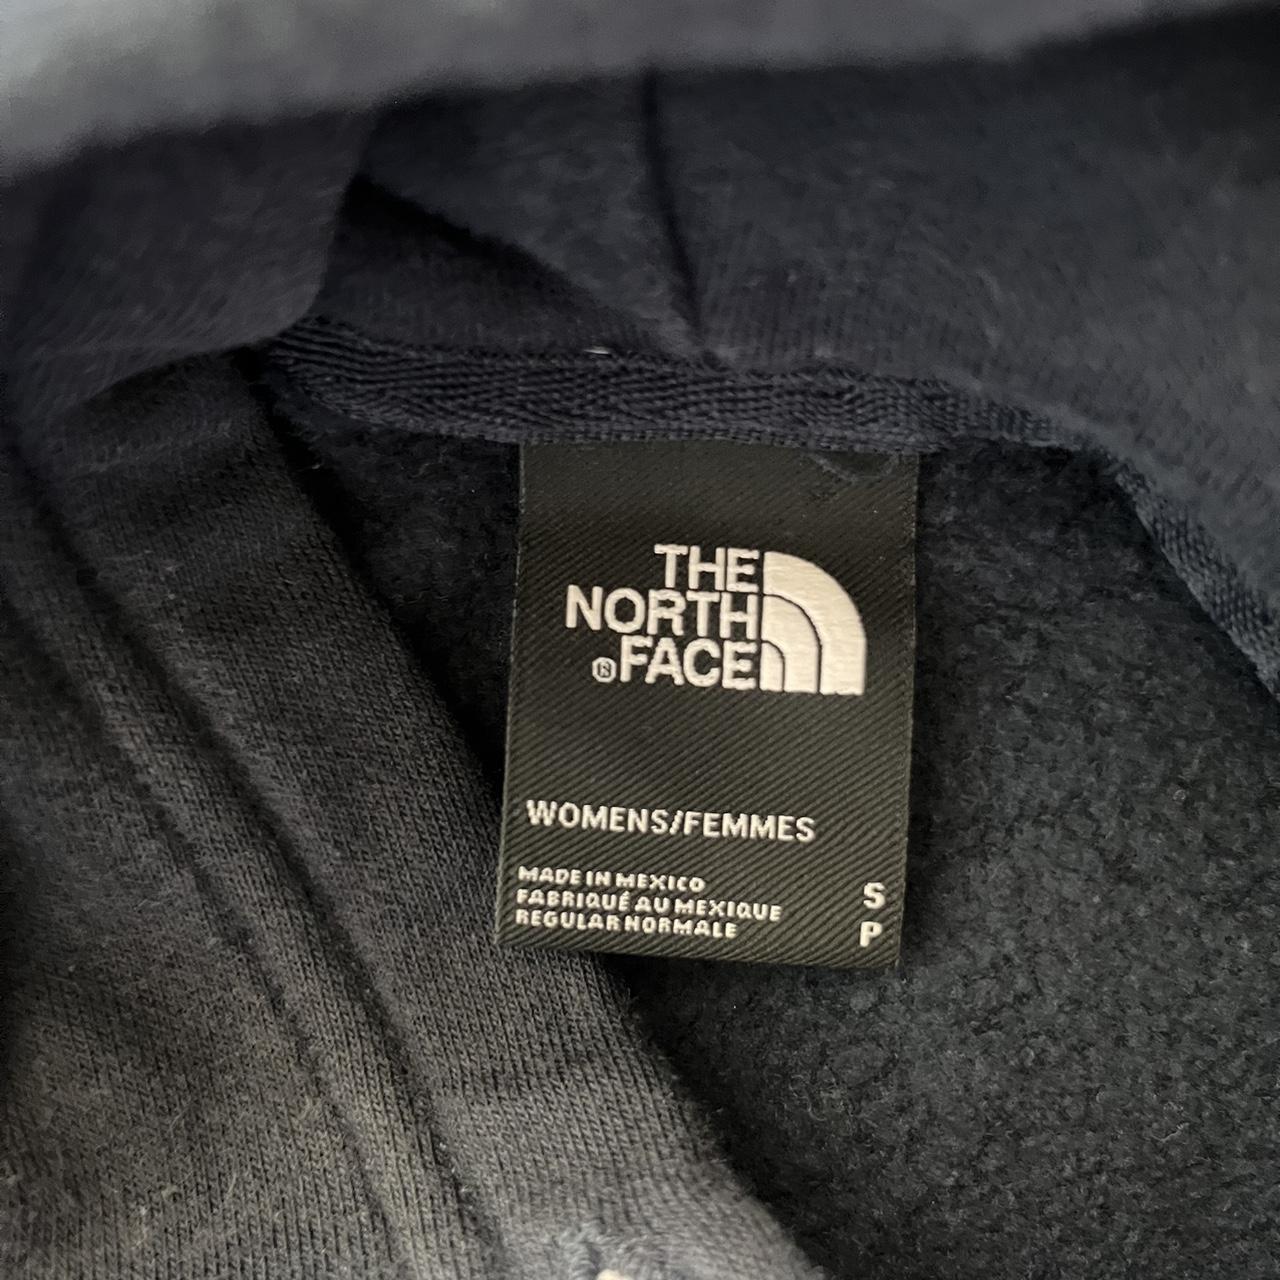 THE
NORTH
®FACE
WOMENS/FEMMES
MADE IN MEXICO
FABRIQUÉ AU MEXIQUE
REGULAR NORMALE
S
P